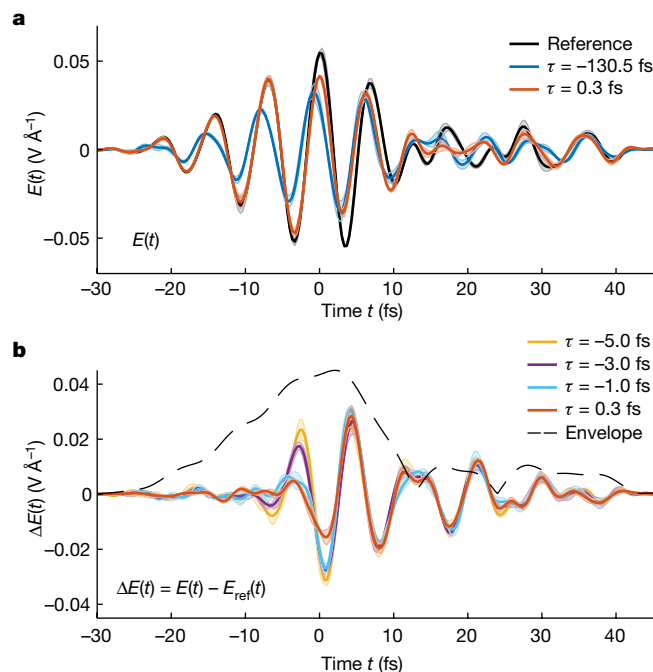 a
Reference
τ = –130.5 fs
τ = 0.3 fs
E(t) (V Å⁻¹)
0.05
0
–0.05
E(t)
–30
–20
–10
0
10
20
30
40
Time t (fs)
b
τ = –5.0 fs
τ = –3.0 fs
τ = –1.0 fs
τ = 0.3 fs
Envelope
ΔE(t) (V Å⁻¹)
0.04
0.02
0
–0.02
–0.04
ΔE(t) = E(t) – E_ref(t)
–30
–20
–10
0
10
20
30
40
Time t (fs)